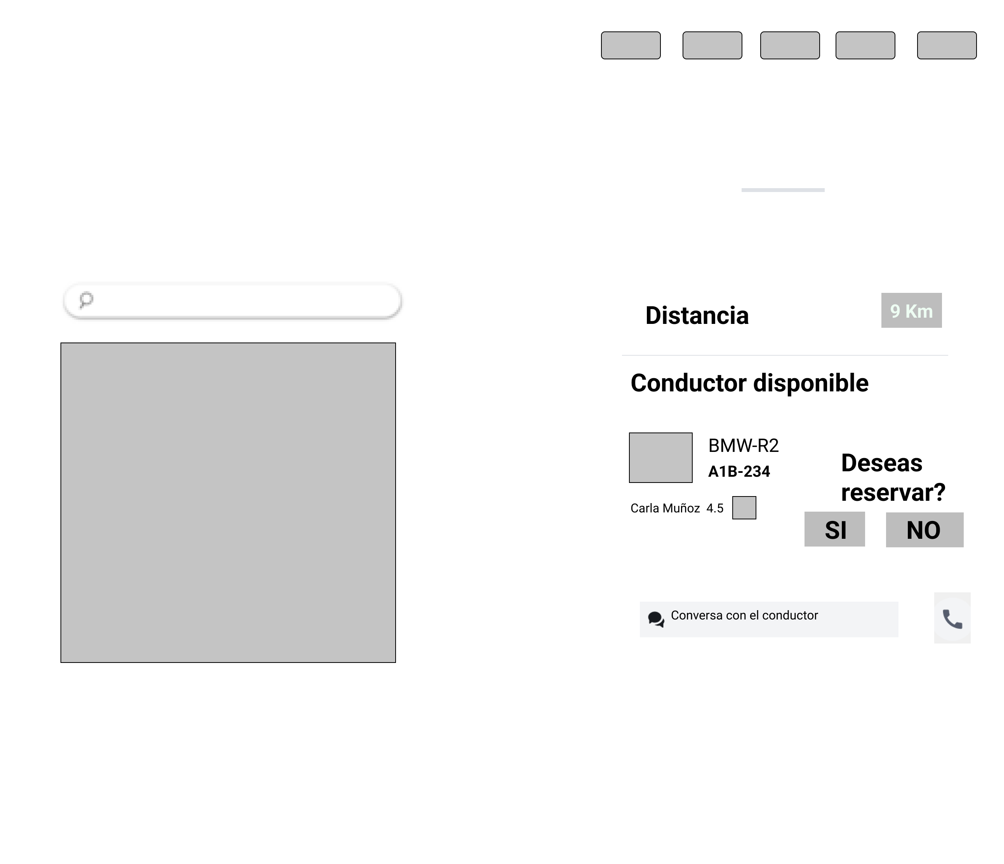 Distancia
9 Km
Conductor disponible
BMW-R2
A1B-234
Carla Muñoz 4.5
Deseas
reservar?
SI
NO
Conversa con el conductor